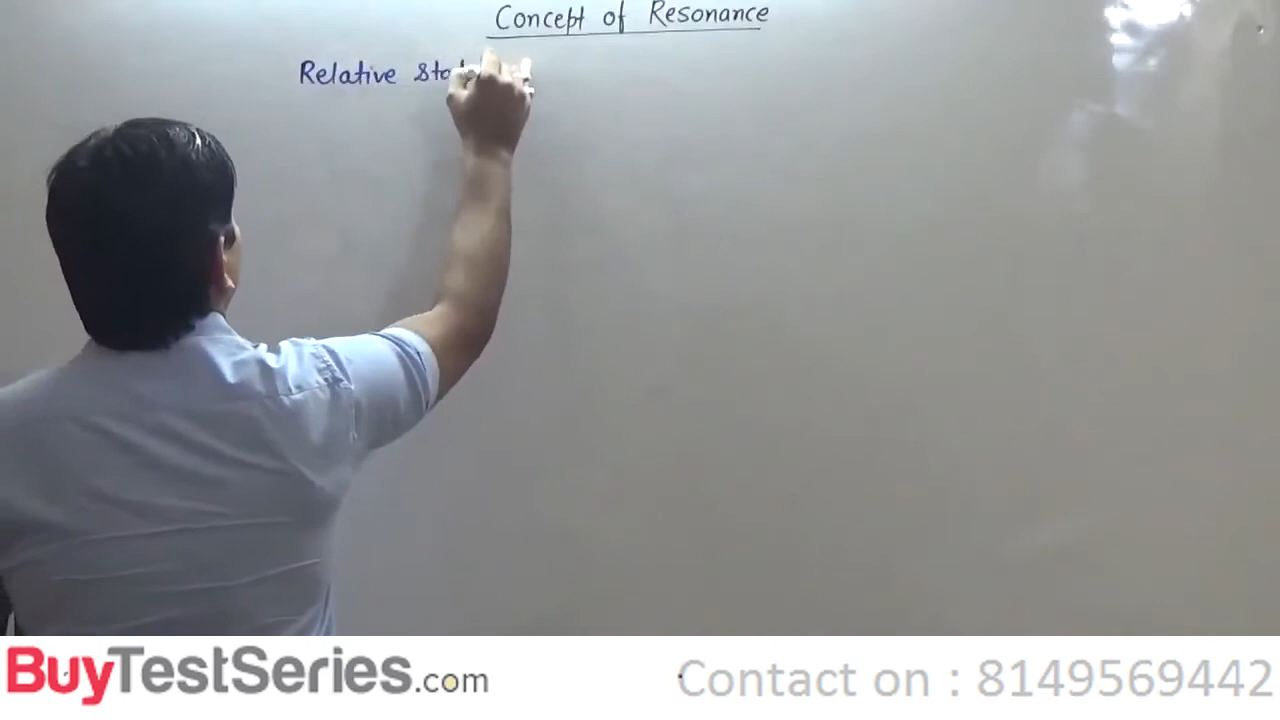 Concept of Resonance
Relative
BuyTestSeries.com
Contact on : 8149569442